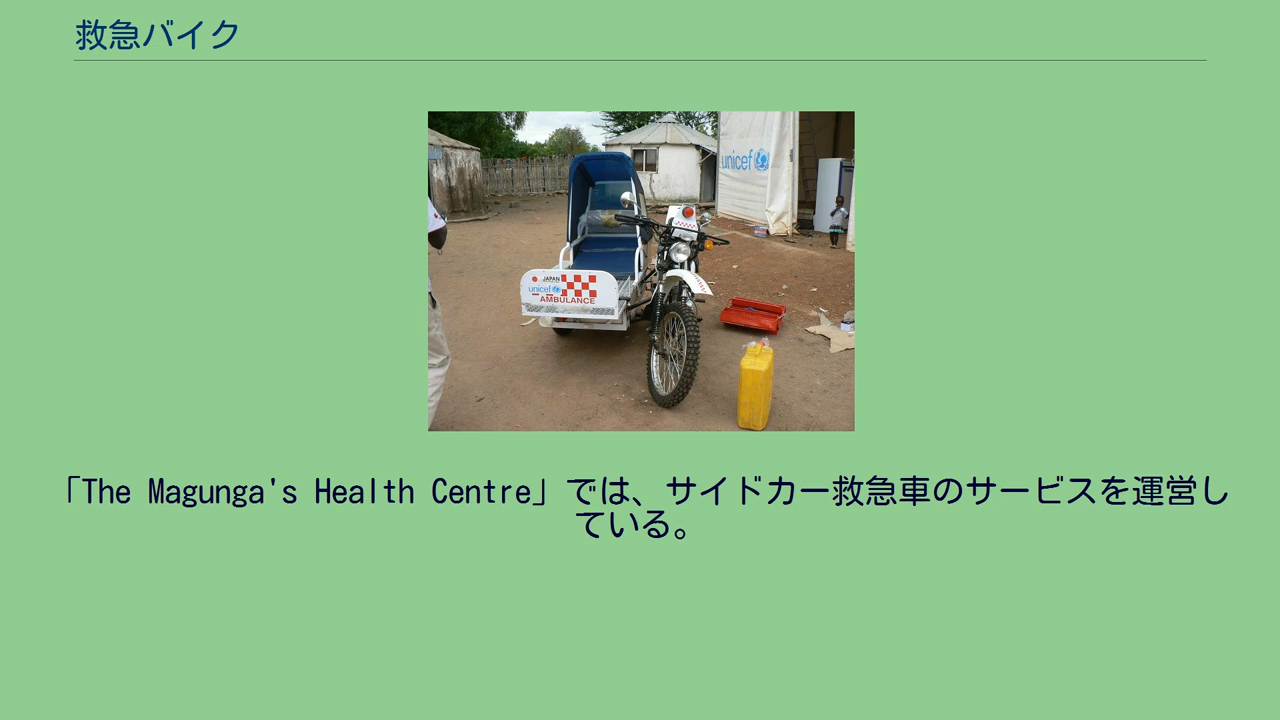 救急バイク
unicef
JAPAN
unicef
AMBULANCE
「The Magunga's Health Centre」では、サイドカー救急車のサービスを運営し
ている。